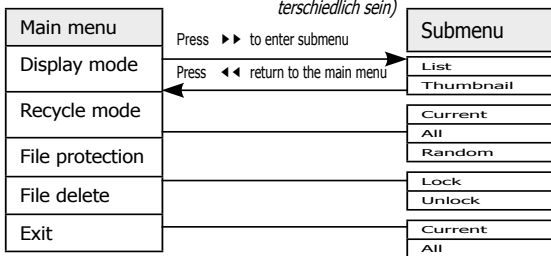 terschiedlich sein)
Main menu
Submenu
Press ▶▶ to enter submenu
Display mode
List
Press ◀◀ return to the main menu
Thumbnail
Recycle mode
Current
All
Random
File protection
Lock
File delete
Unlock
Exit
Current
All